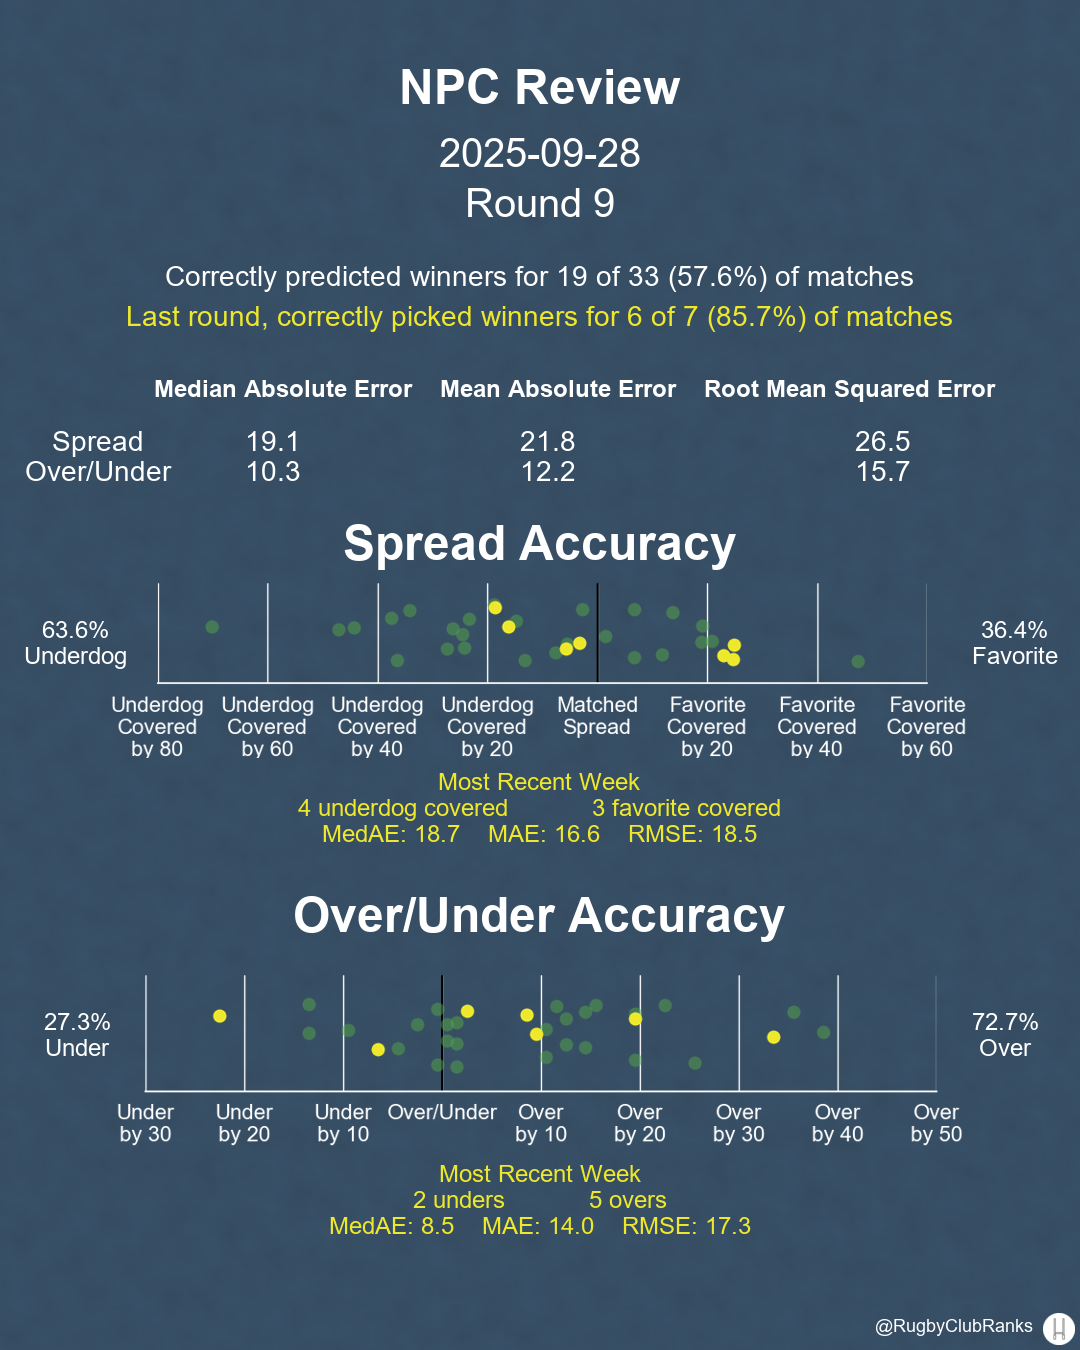 NPC Review
2025-09-28
Round 9
Correctly predicted winners for 19 of 33 (57.6%) of matches
Last round, correctly picked winners for 6 of 7 (85.7%) of matches
Median Absolute Error Mean Absolute Error Root Mean Squared Error
Spread 19.1 21.8 26.5
Over/Under 10.3 12.2 15.7
Spread Accuracy
63.6% 36.4%
Underdog Favorite
Underdog Underdog Underdog Underdog Matched Favorite Favorite Favorite
Covered Covered Covered Covered Spread Covered Covered Covered
by 80 by 60 by 40 by 20 by 20 by 40 by 60
Most Recent Week
4 underdog covered 3 favorite covered
MedAE: 18.7 MAE: 16.6 RMSE: 18.5
Over/Under Accuracy
27.3% 72.7%
Under Over
Under Under Under Over/Under Over Over Over Over Over
by 30 by 20 by 10 by 10 by 20 by 30 by 40 by 50
Most Recent Week
2 unders 5 overs
MedAE: 8.5 MAE: 14.0 RMSE: 17.3
@RugbyClubRanks